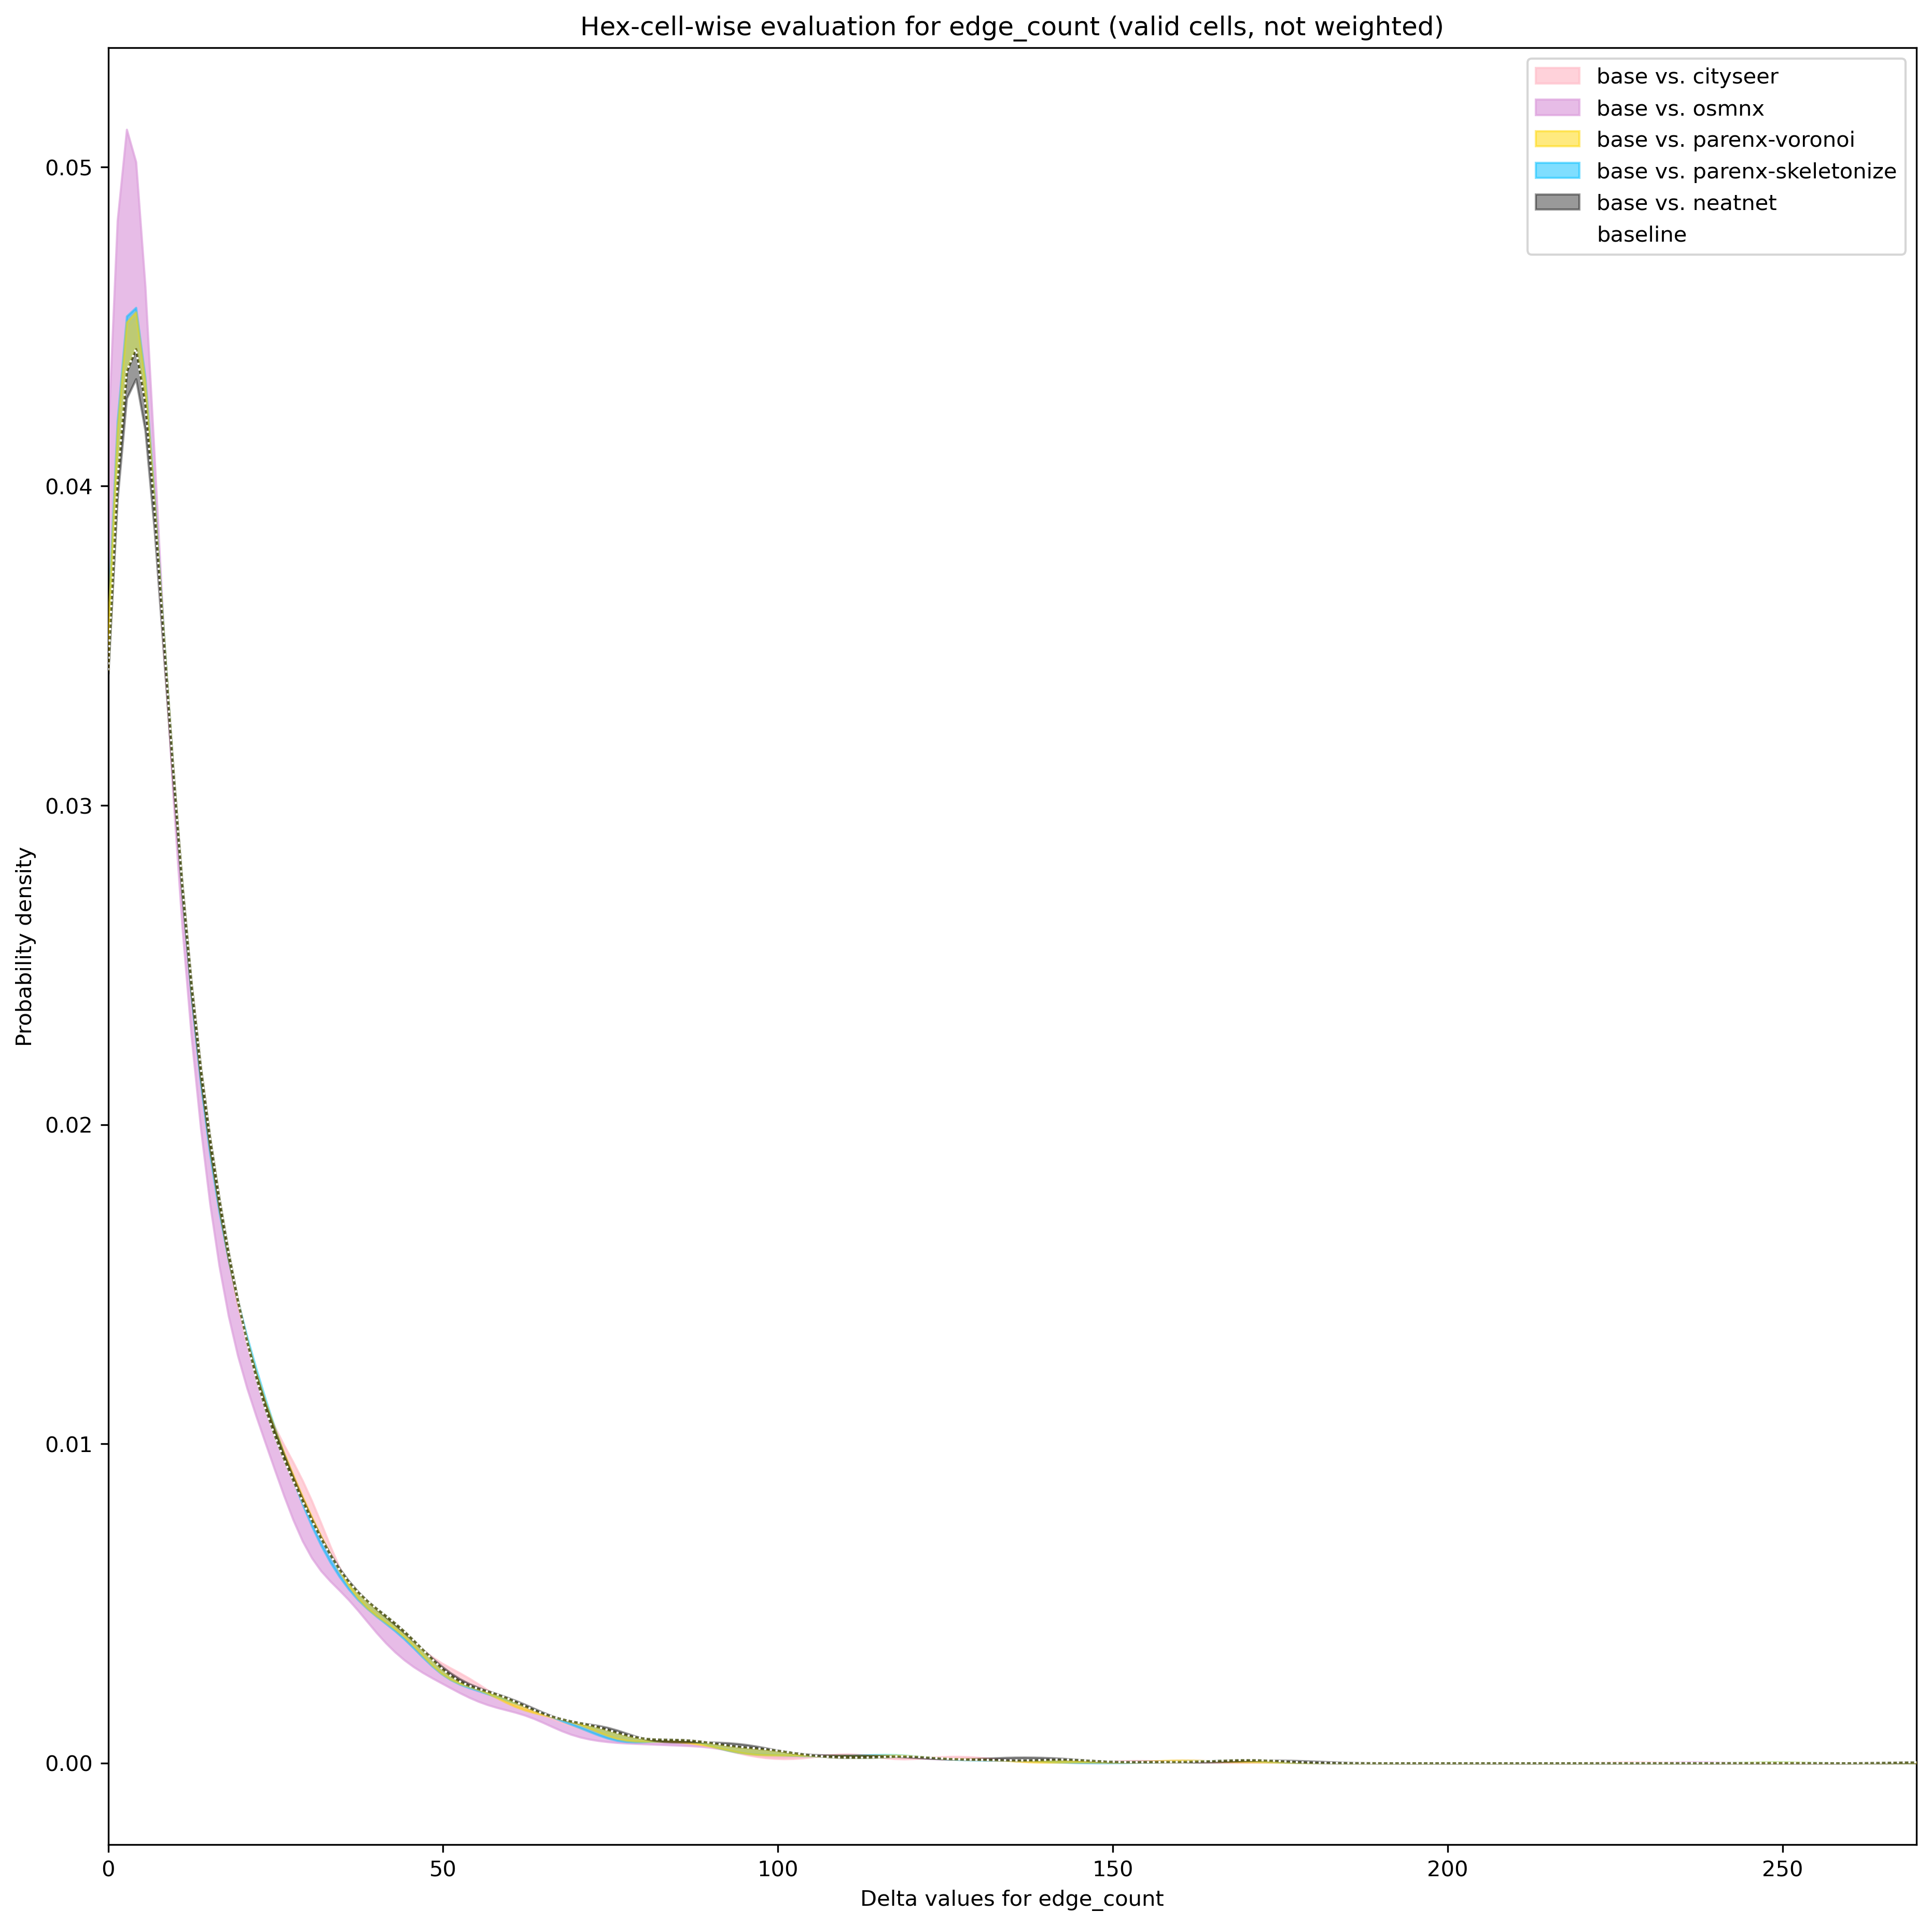 Hex-cell-wise evaluation for edge_count (valid cells, not weighted)
base vs. cityseer
base vs. osmnx
base vs. parenx-voronoi
base vs. parenx-skeletonize
base vs. neatnet
baseline
Probability density
0.05
0.04
0.03
0.02
0.01
0.00
0 50 100 150 200 250
Delta values for edge_count